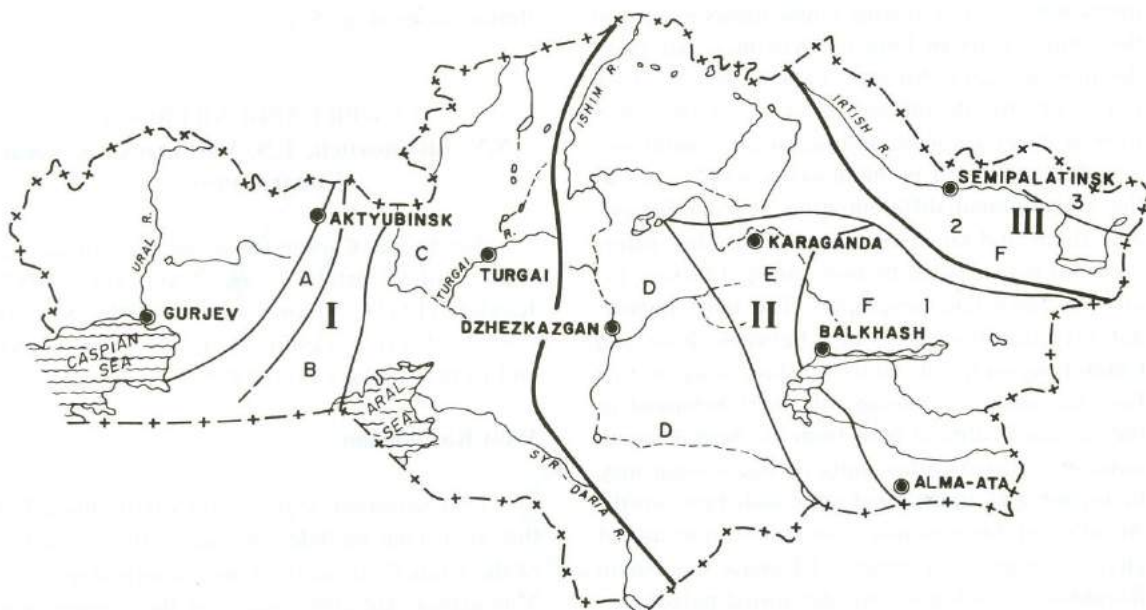 ISHIM R.
IRTISH R.
SEMIPALATINSK
3
2
III
F
URAL R.
AKTYUBINSK
A
I
C
TURGAI R.
TURGAI
KARAGANDA
E
D
GURJEV
DZHEZKAZGAN
II
F
1
CASPIAN
SEA
BALKHASH
B
ARAL
SEA
D
SYR-DARIA R.
ALMA-ATA